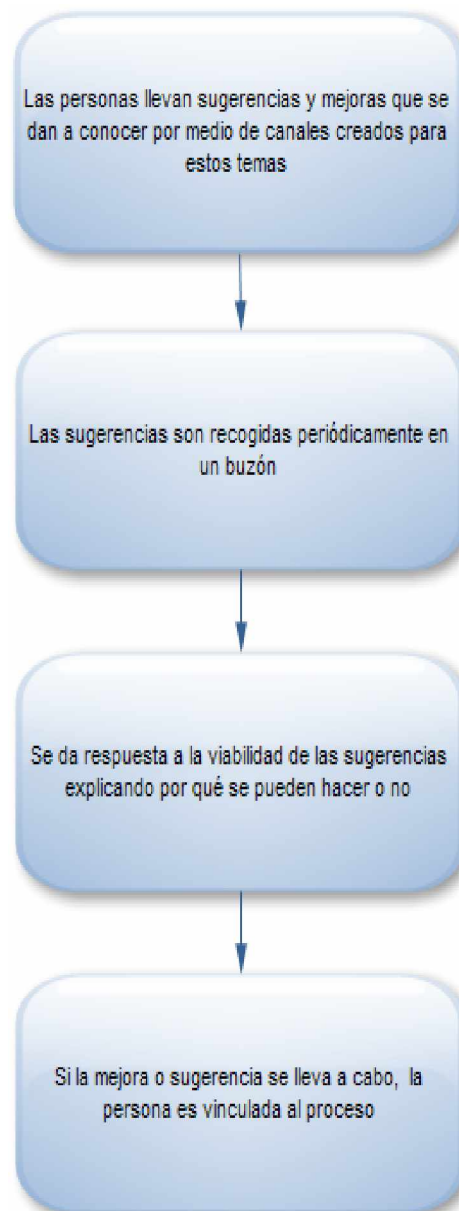 Las personas llevan sugerencias y mejoras que se
dan a conocer por medio de canales creados para
estos temas
Las sugerencias son recogidas periódicamente en
un buzón
Se da respuesta a la viabilidad de las sugerencias
explicando por qué se pueden hacer o no
Si la mejora o sugerencia se lleva a cabo, la
persona es vinculada al proceso